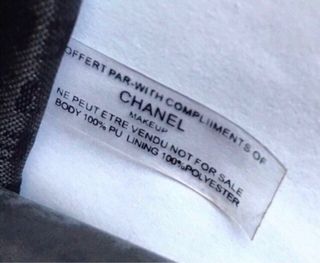 OFFERT PAR-WITH COMPLIIMENTS OF
CHANEL
MAKEUP
NE PEUT ETRE VENDU NOT FOR SALE
BODY 100% PU LINING 100%POLYESTER